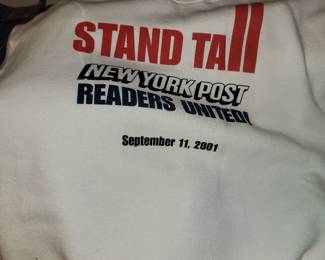 STAND TAll
NEW YORK POST
READERS UNITED!
September 11, 2001